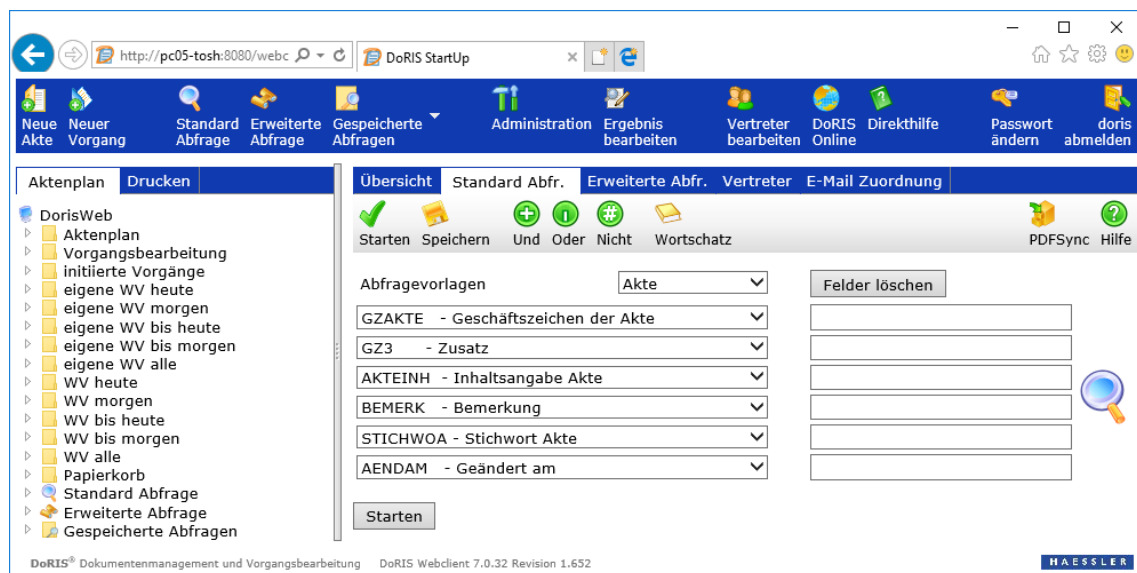 http://pc05-tosh:8080/webc
DoRIS StartUp
Neue Akte
Neuer Vorgang
Standard Abfrage
Erweiterte Abfrage
Gespeicherte Abfragen
Administration
Ergebnis bearbeiten
Vertreter bearbeiten
DoRIS Online
Direkthilfe
Passwort ändern
doris abmelden
Aktenplan Drucken
DorisWeb
Aktenplan
Vorgangsbearbeitung
initiierte Vorgänge
eigene WV heute
eigene WV morgen
eigene WV bis heute
eigene WV bis morgen
eigene WV alle
WV heute
WV morgen
WV bis heute
WV bis morgen
WV alle
Papierkorb
Standard Abfrage
Erweiterte Abfrage
Gespeicherte Abfragen
Übersicht Standard Abfr. Erweiterte Abfr. Vertreter E-Mail Zuordnung
Starten Speichern Und Oder Nicht Wortschatz PDFSync Hilfe
Abfragevorlagen Akte Felder löschen
GZAKTE - Geschäftszeichen der Akte
GZ3 - Zusatz
AKTEINH - Inhaltsangabe Akte
BEMERK - Bemerkung
STICHWOA - Stichwort Akte
AENDAM - Geändert am
Starten
DoRIS® Dokumentenmanagement und Vorgangsbearbeitung DoRIS Webclient 7.0.32 Revision 1.652
HAESSLER